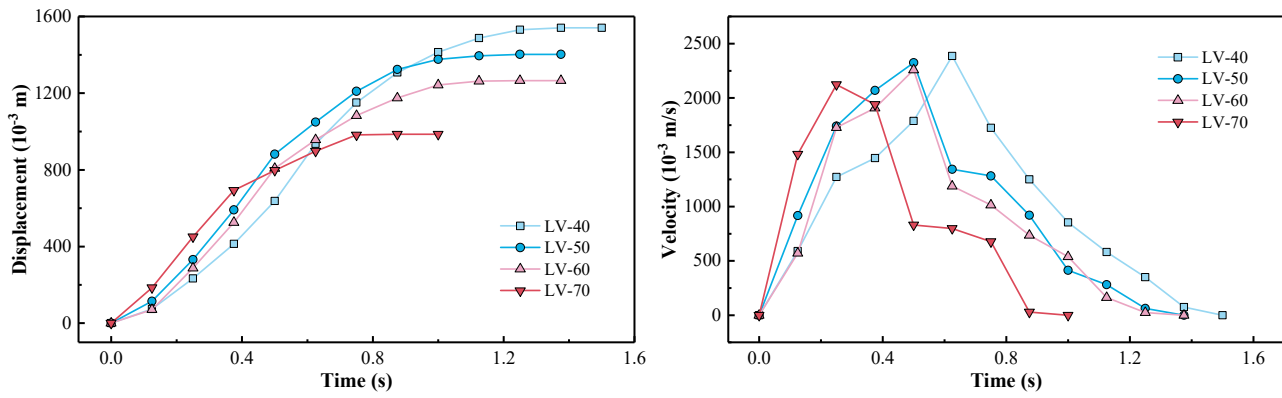 1600
1200
800
400
0
Displacement (10⁻³ m)
LV-40
LV-50
LV-60
LV-70
0.0 0.4 0.8 1.2 1.6
Time (s)
2500
2000
1500
1000
500
0
Velocity (10⁻³ m/s)
LV-40
LV-50
LV-60
LV-70
0.0 0.4 0.8 1.2 1.6
Time (s)